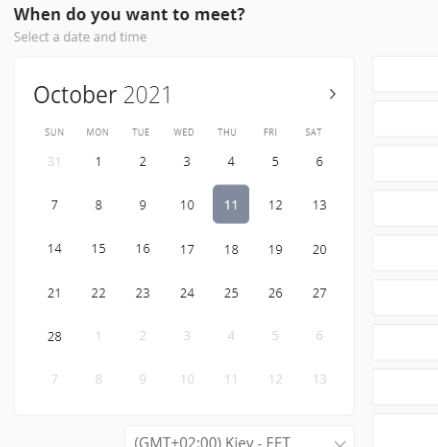 When do you want to meet?
Select a date and time
October 2021
SUN MON TUE WED THU FRI SAT
31 1 2 3 4 5 6
7 8 9 10 11 12 13
14 15 16 17 18 19 20
21 22 23 24 25 26 27
28 1 2 3 4 5 6
7 8 9 10 11 12 13
(GMT+02:00) Kiev - EET